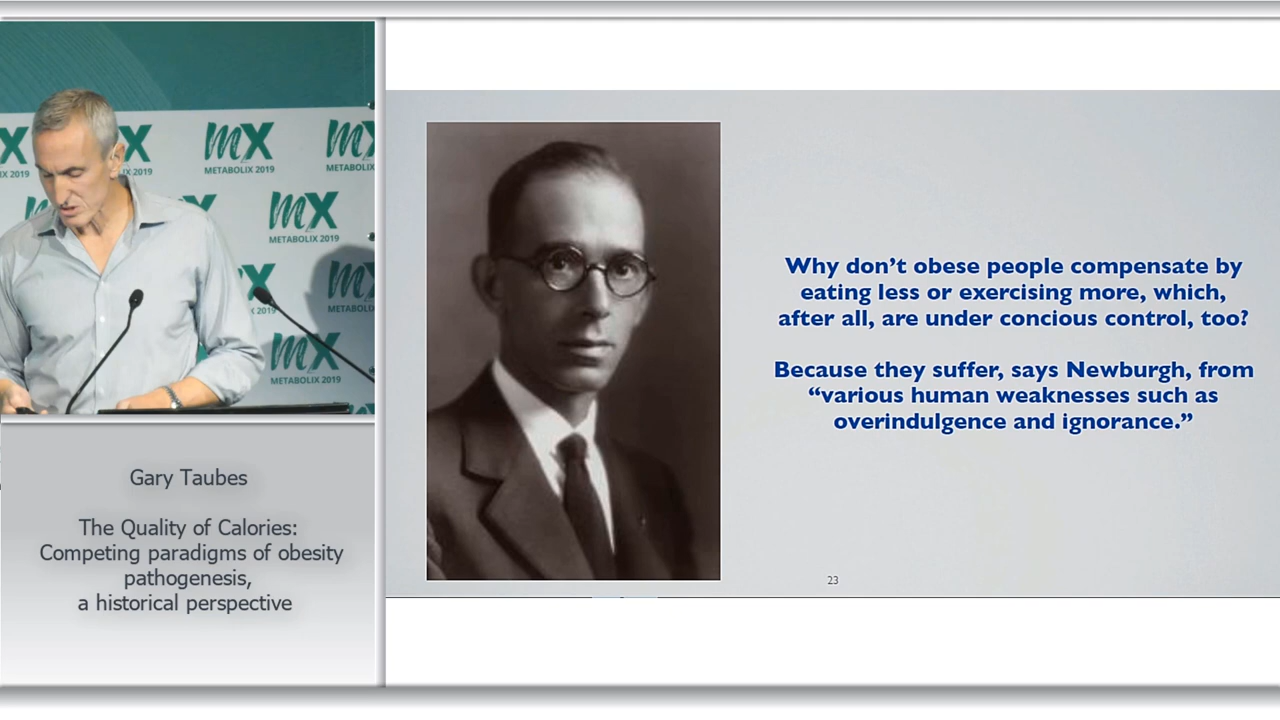 mX
METABOLIX 2019
mX
METABOLIX 2019
mX
METABOLIX 2019
Gary Taubes
The Quality of Calories:
Competing paradigms of obesity
pathogenesis,
a historical perspective
Why don't obese people compensate by
eating less or exercising more, which,
after all, are under concious control, too?
Because they suffer, says Newburgh, from
“various human weaknesses such as
overindulgence and ignorance.”
23